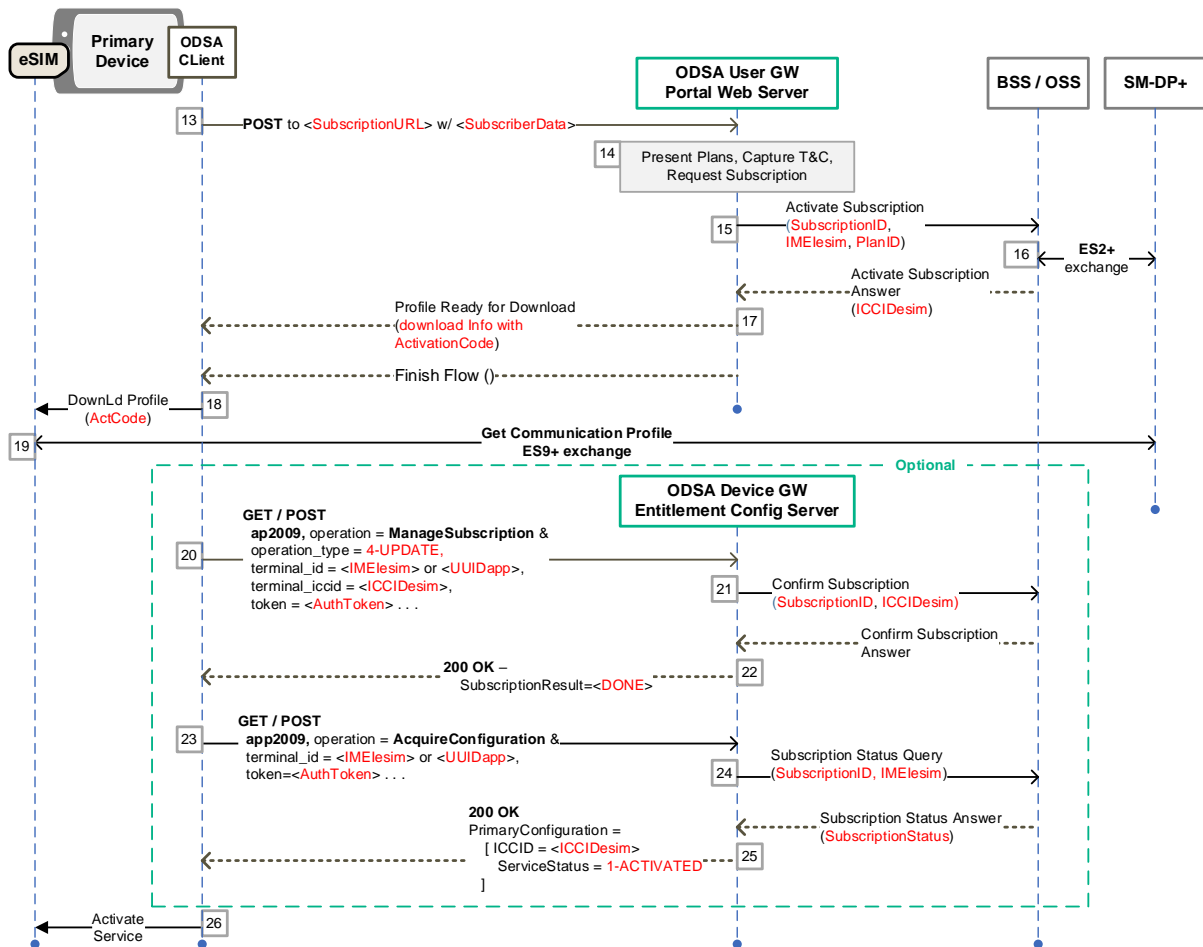 eSIM
Primary
Device
ODSA
CLient
ODSA User GW
Portal Web Server
BSS / OSS
SM-DP+
13
POST to <SubscriptionURL> w/ <SubscriberData>
14
Present Plans, Capture T&C,
Request Subscription
15
Activate Subscription
(SubscriptionID,
IMEIesim, PlanID)
16
ES2+
exchange
Activate Subscription
Answer
(ICCIDesim)
17
Profile Ready for Download
(download Info with
ActivationCode)
Finish Flow ()
18
DownLd Profile
(ActCode)
19
Get Communication Profile
ES9+ exchange
Optional
ODSA Device GW
Entitlement Config Server
20
GET / POST
ap2009, operation = ManageSubscription &
operation_type = 4-UPDATE,
terminal_id = <IMEIesim> or <UUIDapp>,
terminal_iccid = <ICCIDesim>,
token = <AuthToken> . . .
21
Confirm Subscription
(SubscriptionID, ICCIDesim)
Confirm Subscription
Answer
22
200 OK –
SubscriptionResult=<DONE>
23
GET / POST
app2009, operation = AcquireConfiguration &
terminal_id = <IMEIesim> or <UUIDapp>,
token=<AuthToken> . . .
24
Subscription Status Query
(SubscriptionID, IMEIesim)
Subscription Status Answer
(SubscriptionStatus)
25
200 OK
PrimaryConfiguration =
[ ICCID = <ICCIDesim>
ServiceStatus = 1-ACTIVATED
]
26
Activate
Service